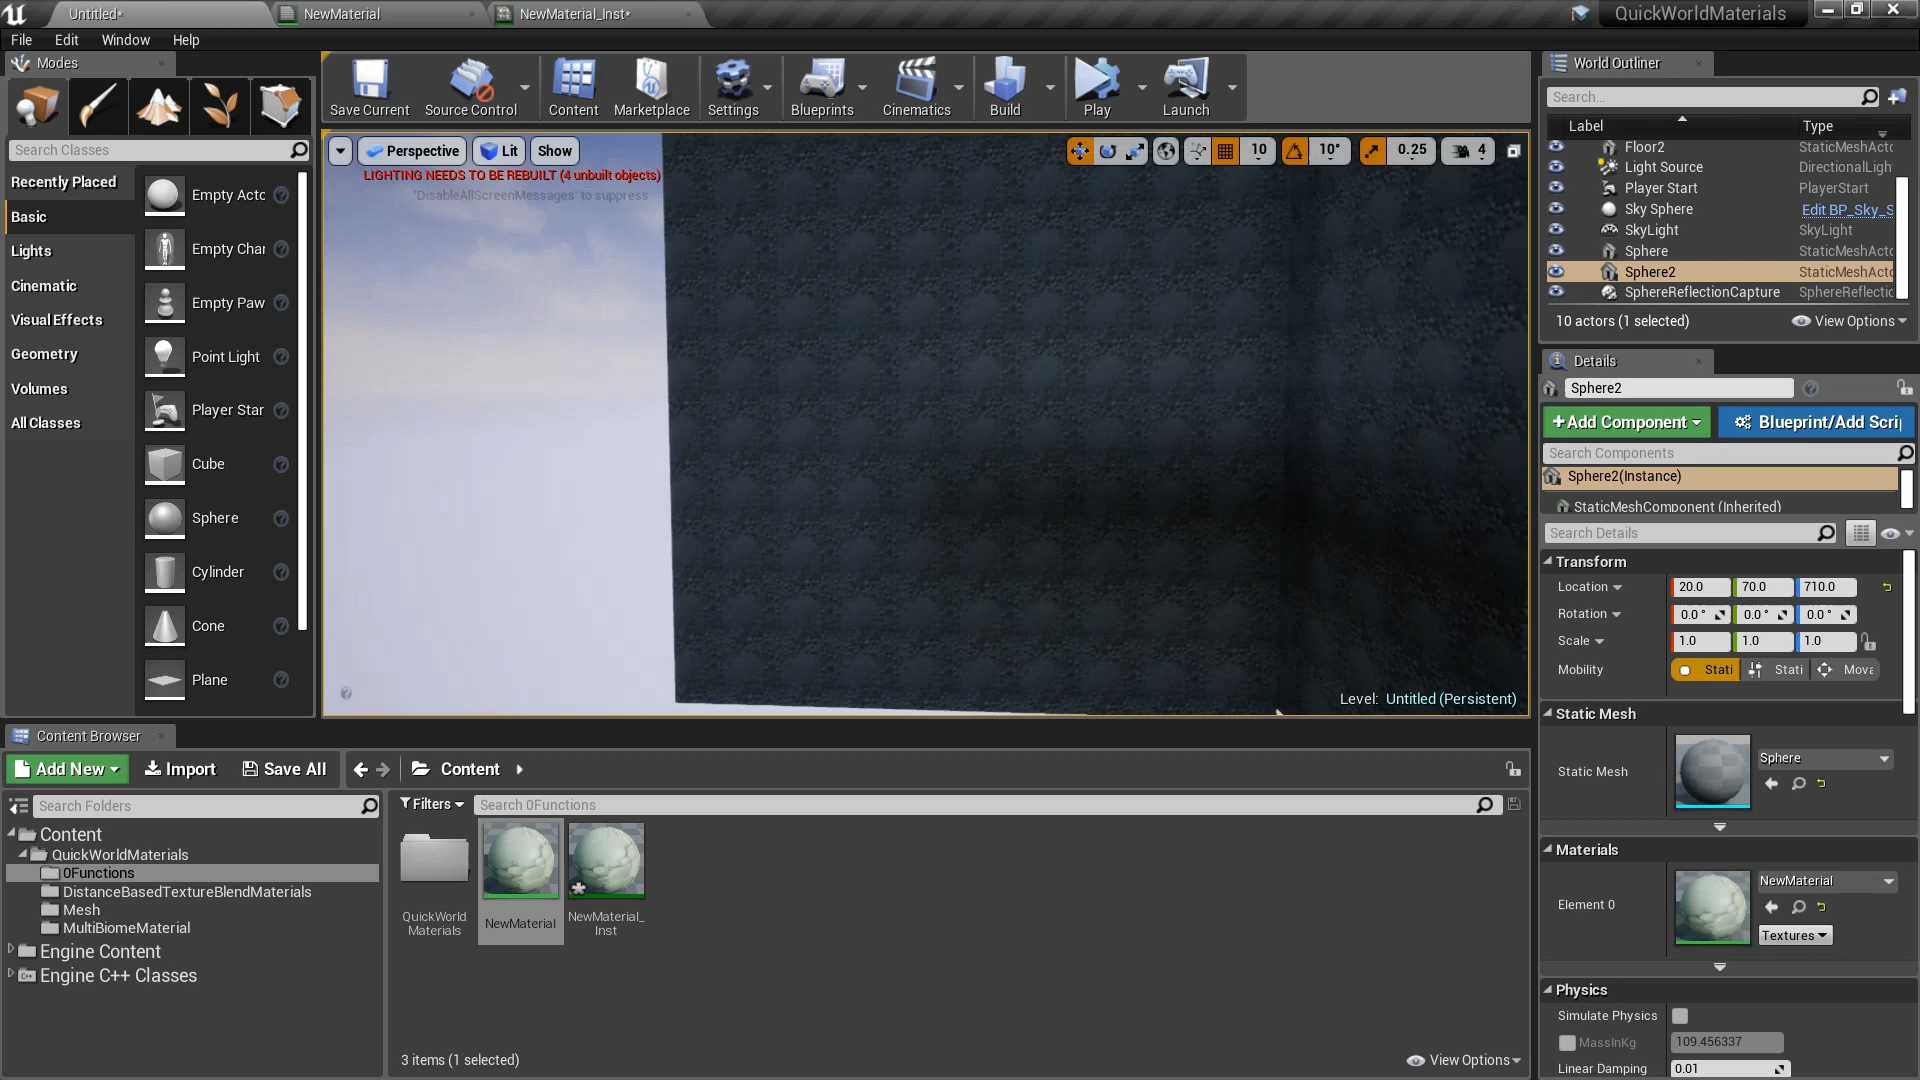 Untitled*
NewMaterial
NewMaterial_Inst*
QuickWorldMaterials
File Edit Window Help
Modes
Search Classes
Recently Placed
Basic
Lights
Cinematic
Visual Effects
Geometry
Volumes
All Classes
Empty Acto
Empty Char
Empty Paw
Point Light
Player Star
Cube
Sphere
Cylinder
Cone
Plane
Save Current
Source Control
Content
Marketplace
Settings
Blueprints
Cinematics
Build
Play
Launch
Perspective
Lit
Show
10
10°
0.25
4
LIGHTING NEEDS TO BE REBUILT (4 unbuilt objects)
'DisableAllScreenMessages' to suppress
Level: Untitled (Persistent)
World Outliner
Search...
Label Type
Floor2 StaticMeshActo
Light Source DirectionalLigh
Player Start PlayerStart
Sky Sphere Edit BP_Sky_S
SkyLight SkyLight
Sphere StaticMeshActo
Sphere2 StaticMeshActo
SphereReflectionCapture SphereReflectic
10 actors (1 selected)
View Options
Details
Sphere2
+Add Component
Blueprint/Add Scri
Search Components
Sphere2(Instance)
StaticMeshComponent (Inherited)
Search Details
Transform
Location 20.0 70.0 710.0
Rotation 0.0 ° 0.0 ° 0.0 °
Scale 1.0 1.0 1.0
Mobility Stati Stati Mova
Static Mesh
Static Mesh
Sphere
Materials
Element 0
NewMaterial
Textures
Physics
Simulate Physics
MassInKg 109.456337
Linear Damping 0.01
Content Browser
Add New
Import
Save All
Content
Search Folders
Content
QuickWorldMaterials
0Functions
DistanceBasedTextureBlendMaterials
Mesh
MultiBiomeMaterial
Engine Content
Engine C++ Classes
Filters
Search 0Functions
QuickWorld
Materials
NewMaterial
NewMaterial_
Inst
3 items (1 selected)
View Options